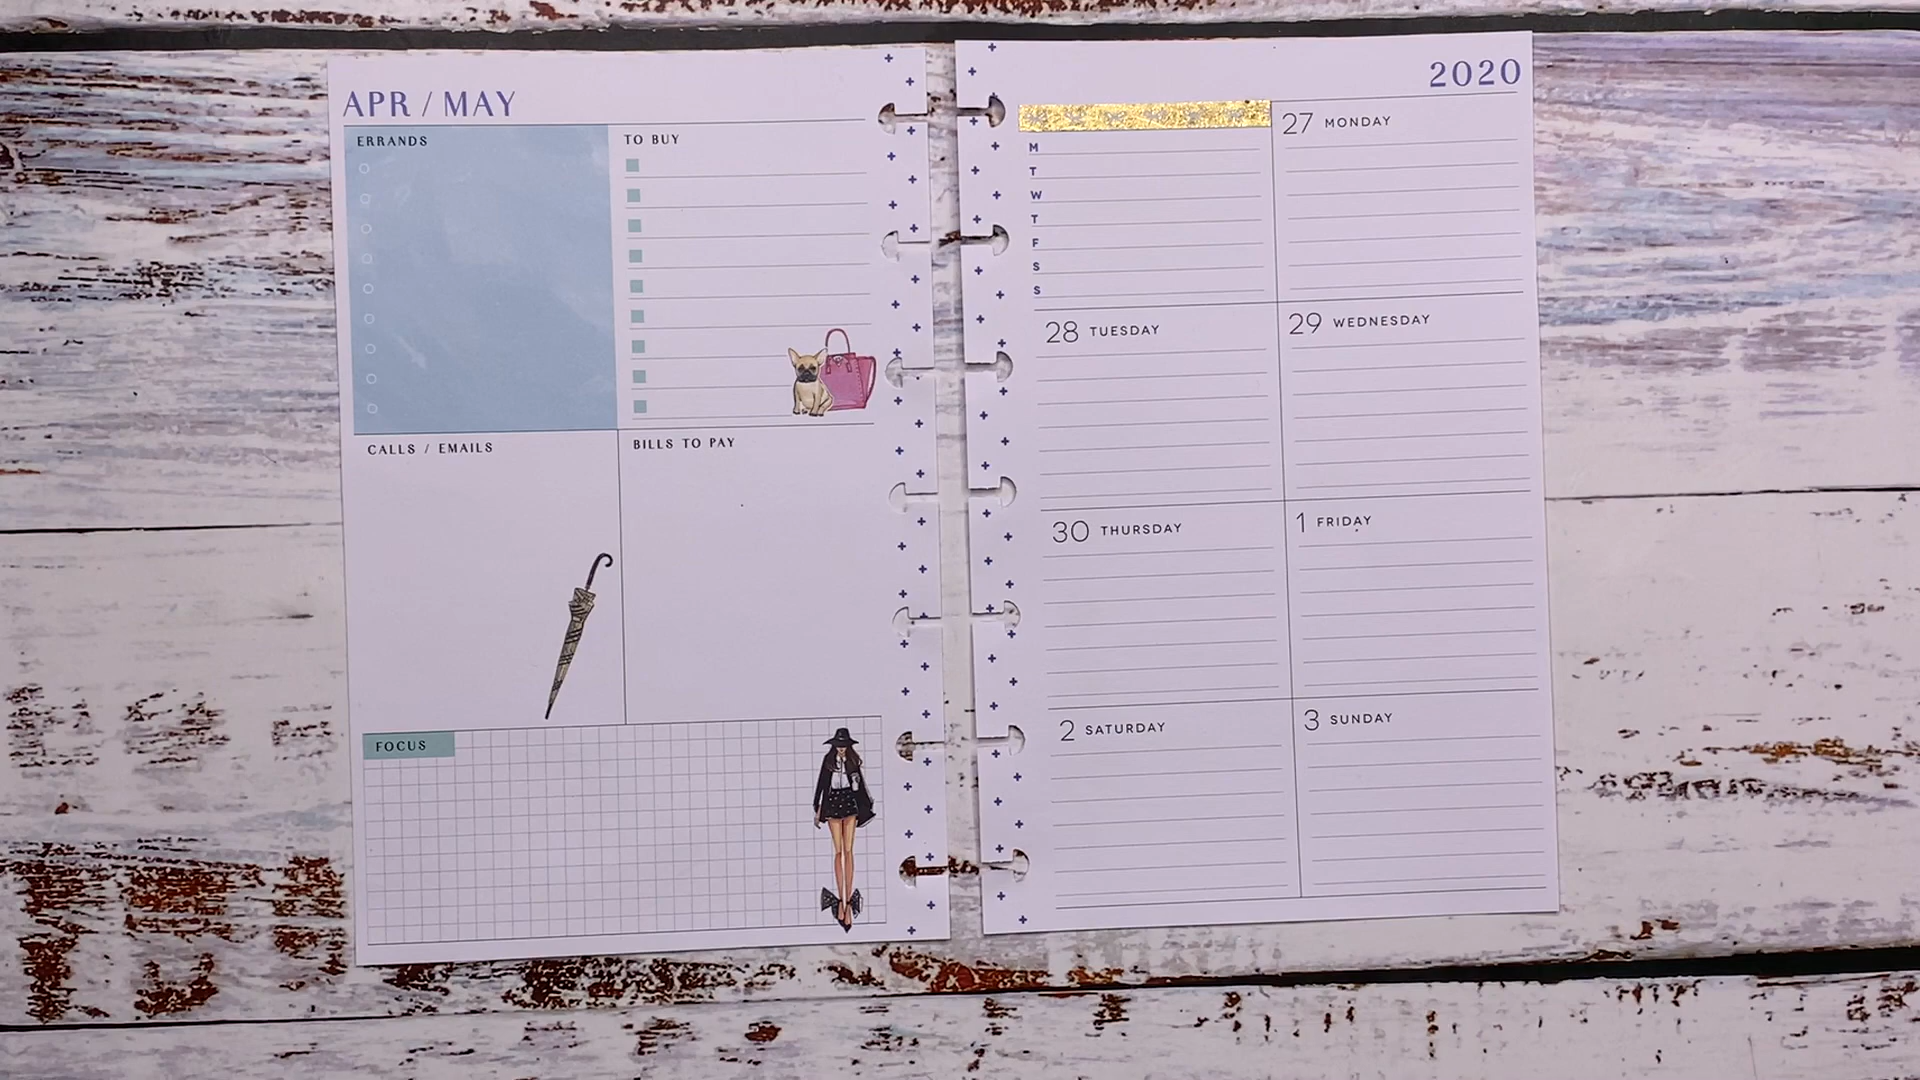 APR / MAY
ERRANDS
TO BUY
CALLS / EMAILS
BILLS TO PAY
FOCUS
2020
M
T
W
T
F
S
S
27 MONDAY
28 TUESDAY
29 WEDNESDAY
30 THURSDAY
1 FRIDAY
2 SATURDAY
3 SUNDAY